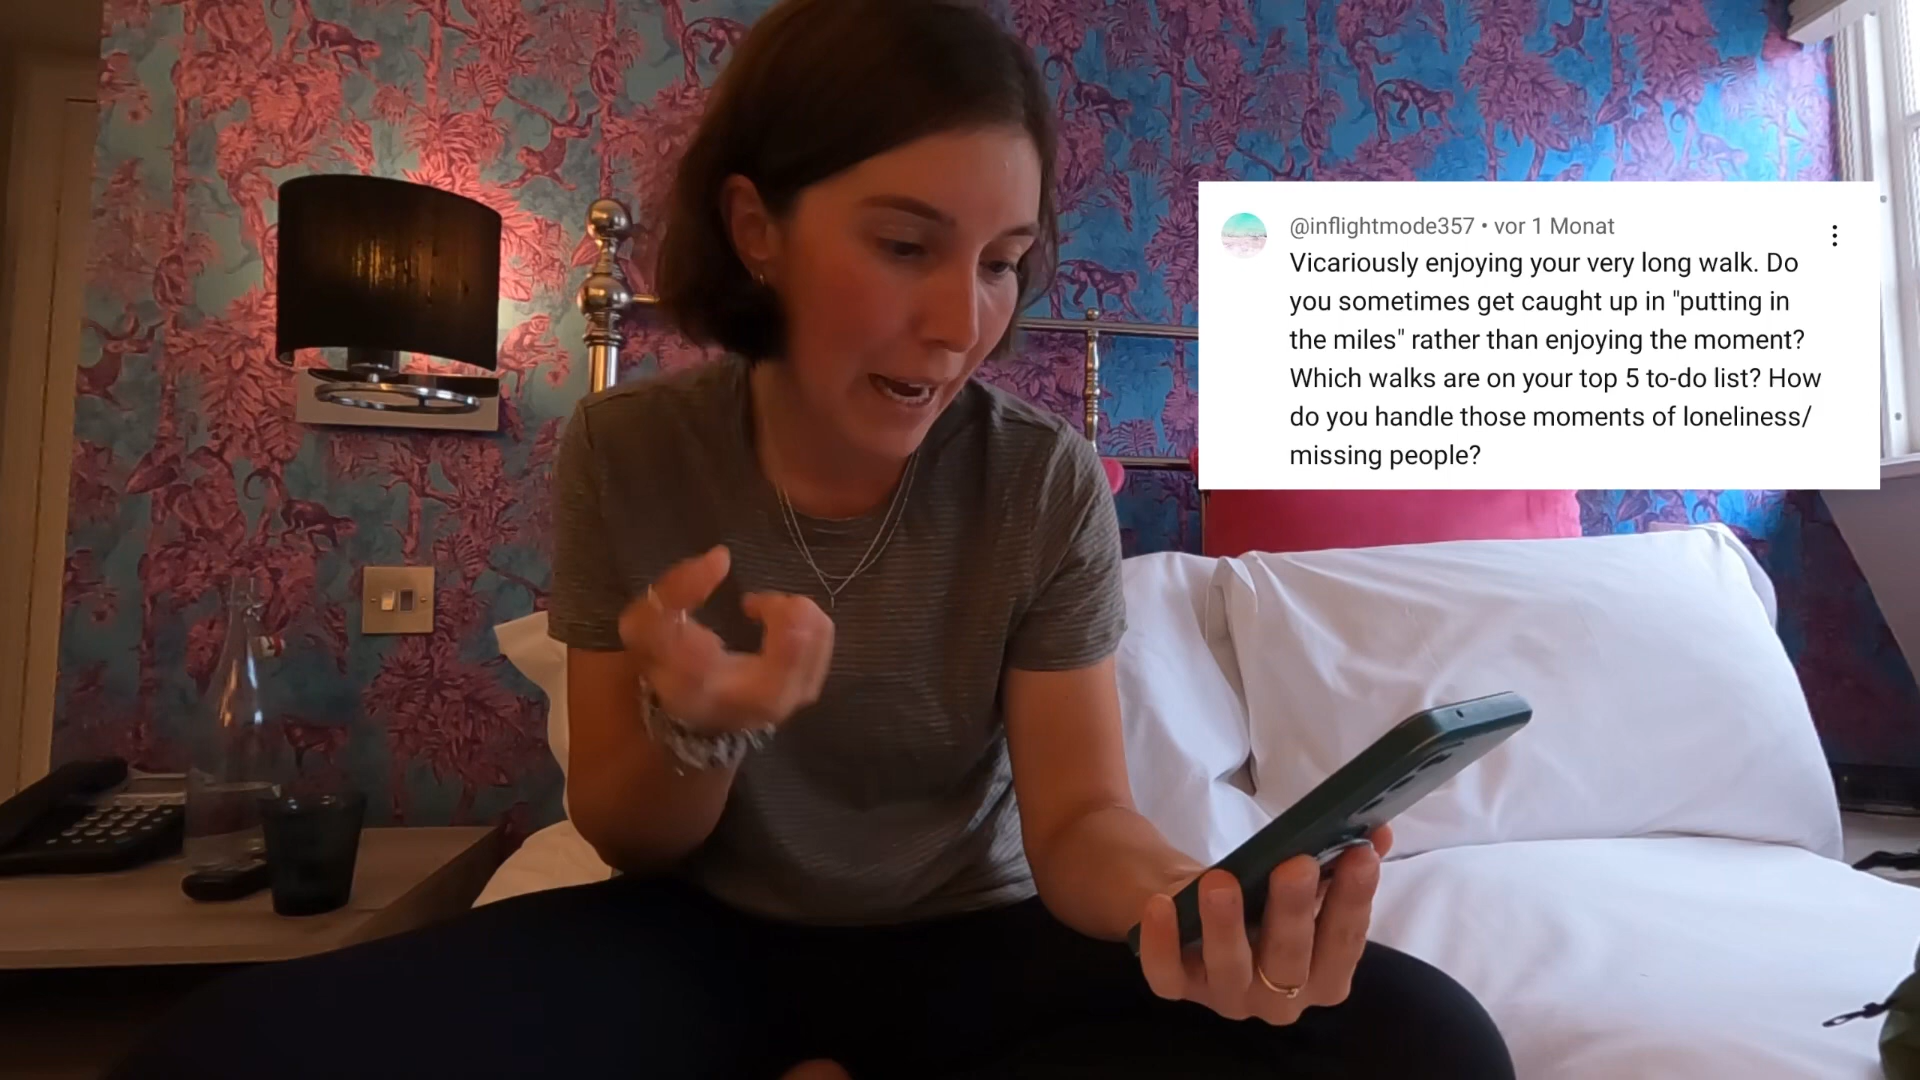 @inflightmode357 • vor 1 Monat
Vicariously enjoying your very long walk. Do
you sometimes get caught up in "putting in
the miles" rather than enjoying the moment?
Which walks are on your top 5 to-do list? How
do you handle those moments of loneliness/
missing people?